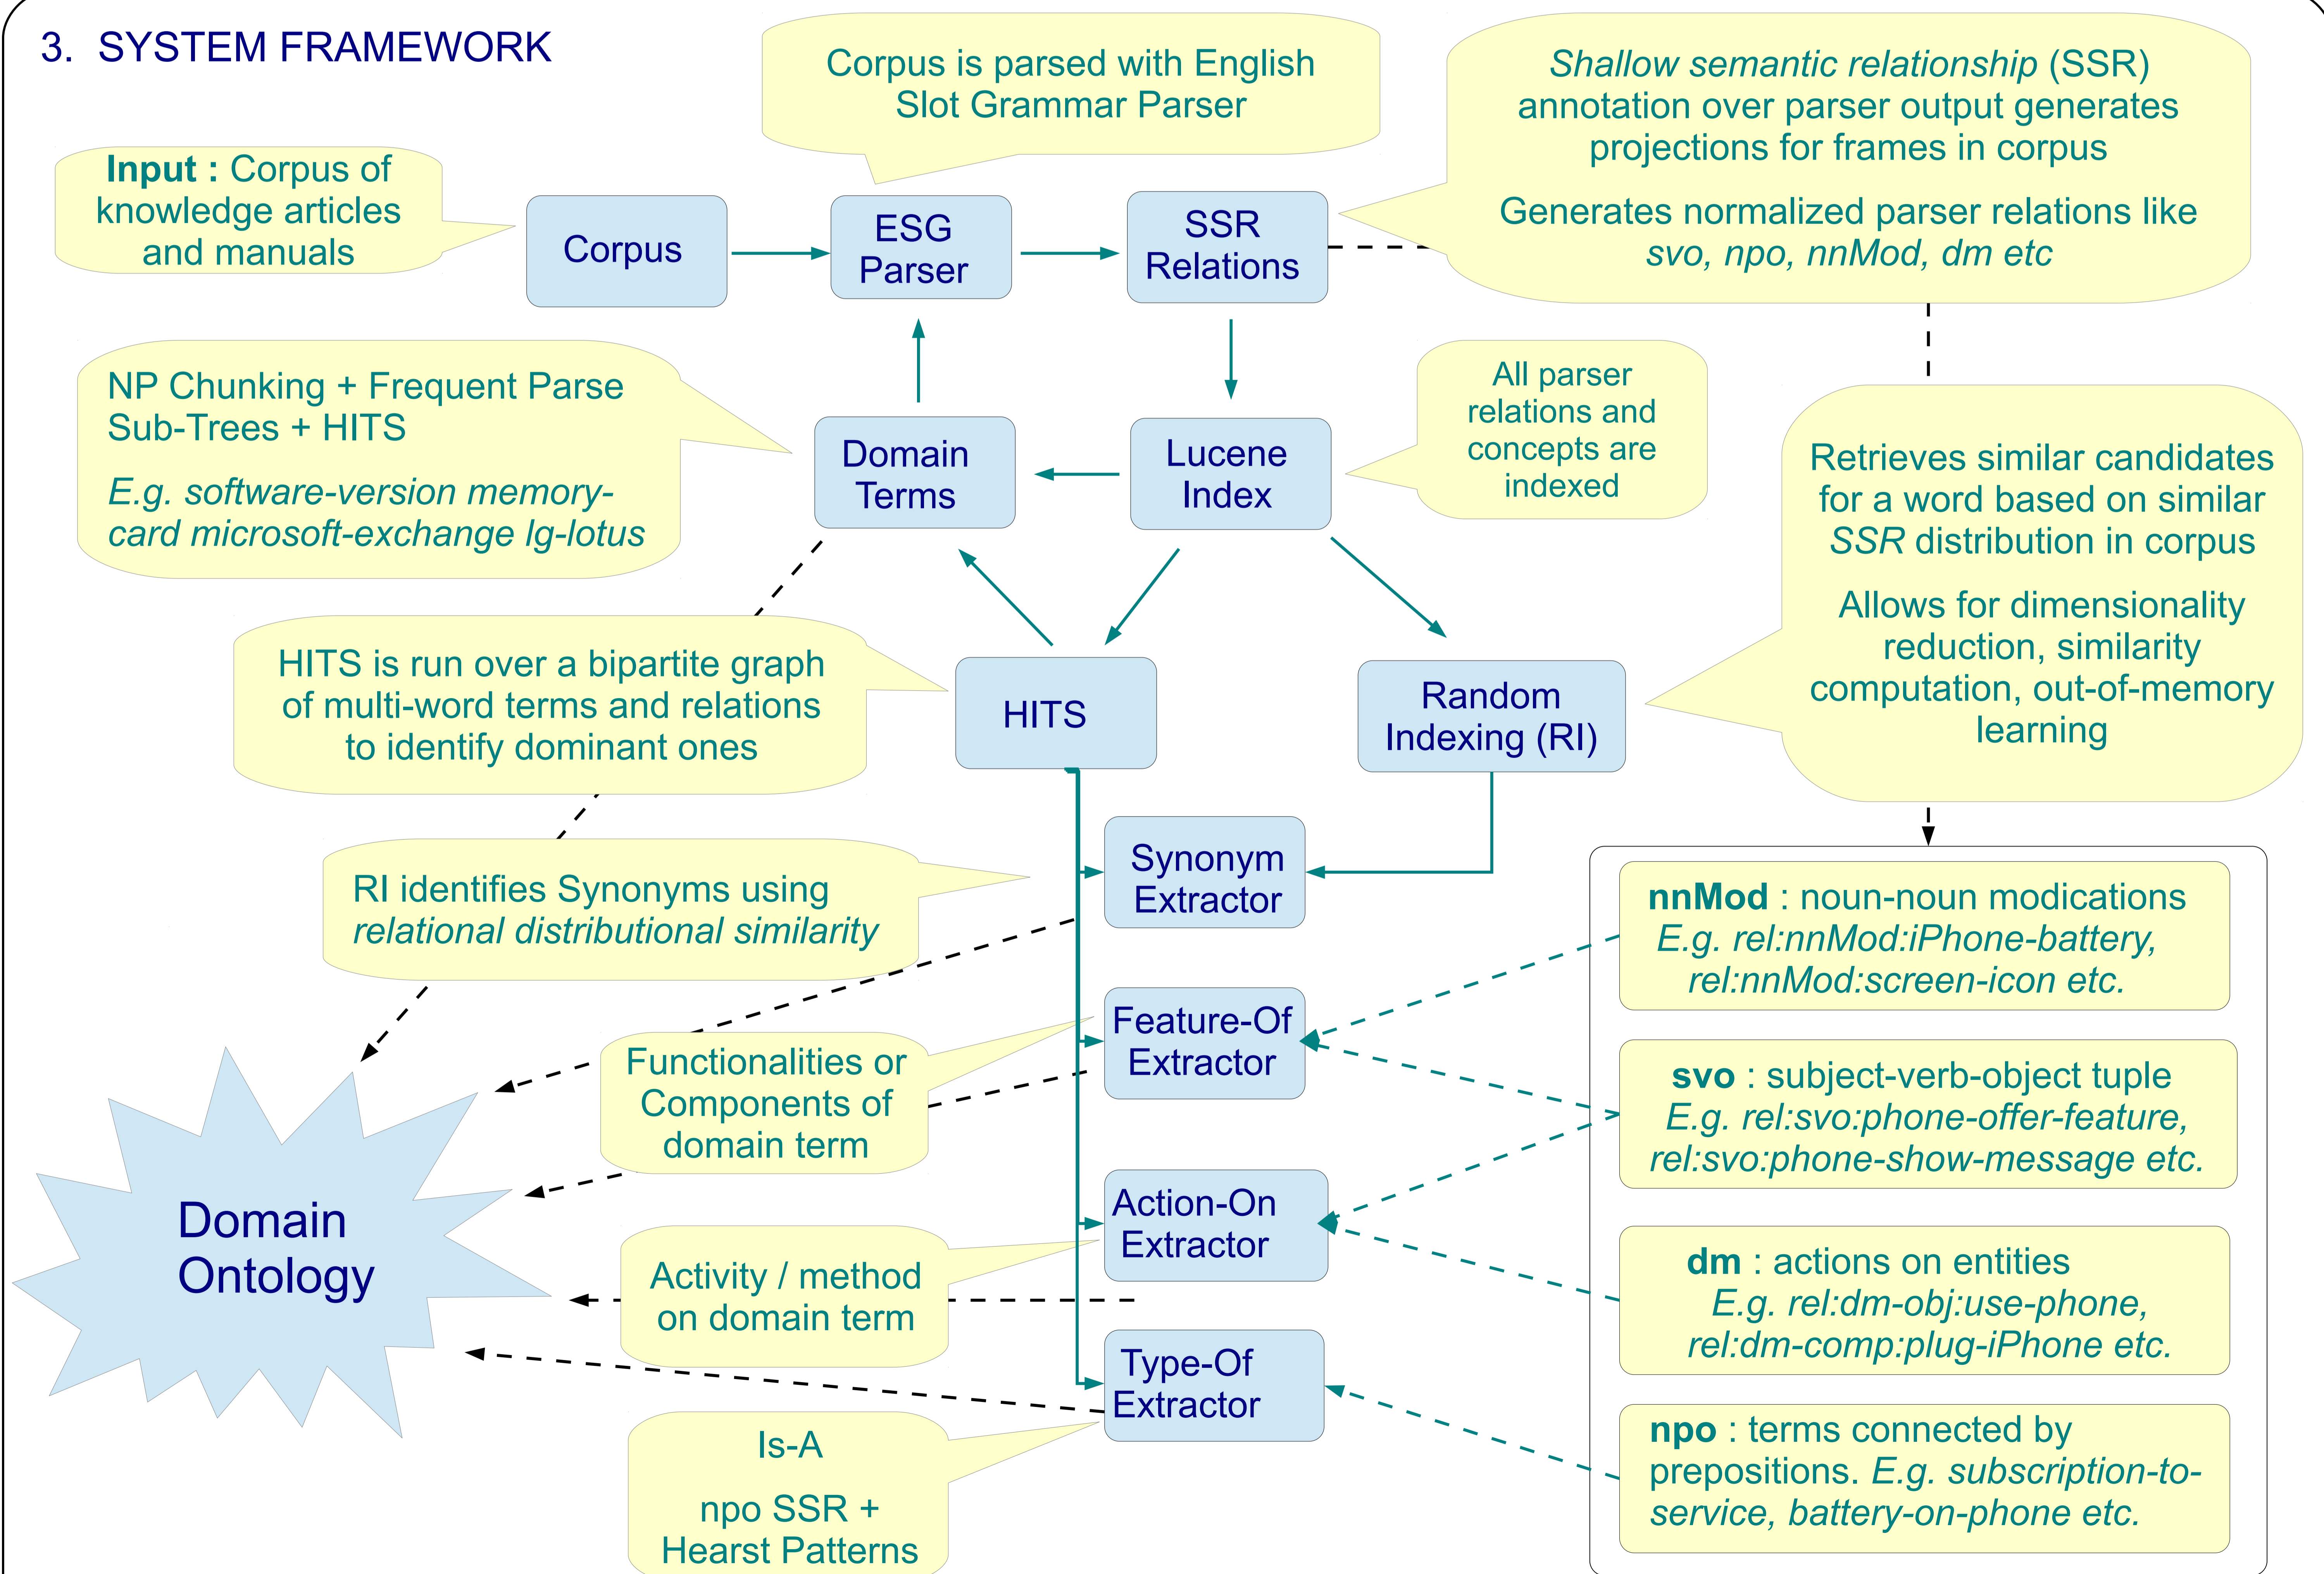 3. SYSTEM FRAMEWORK
Corpus is parsed with English
Slot Grammar Parser
Shallow semantic relationship (SSR)
annotation over parser output generates
projections for frames in corpus
Generates normalized parser relations like
svo, npo, nnMod, dm etc
Input : Corpus of
knowledge articles
and manuals
Corpus
ESG
Parser
SSR
Relations
NP Chunking + Frequent Parse
Sub-Trees + HITS
E.g. software-version memory-
card microsoft-exchange lg-lotus
Domain
Terms
Lucene
Index
All parser
relations and
concepts are
indexed
Retrieves similar candidates
for a word based on similar
SSR distribution in corpus
Allows for dimensionality
reduction, similarity
computation, out-of-memory
learning
HITS is run over a bipartite graph
of multi-word terms and relations
to identify dominant ones
HITS
Random
Indexing (RI)
RI identifies Synonyms using
relational distributional similarity
Synonym
Extractor
nnMod : noun-noun modications
E.g. rel:nnMod:iPhone-battery,
rel:nnMod:screen-icon etc.
Functionalities or
Components of
domain term
Feature-Of
Extractor
svo : subject-verb-object tuple
E.g. rel:svo:phone-offer-feature,
rel:svo:phone-show-message etc.
Domain
Ontology
Activity / method
on domain term
Action-On
Extractor
dm : actions on entities
E.g. rel:dm-obj:use-phone,
rel:dm-comp:plug-iPhone etc.
Is-A
npo SSR +
Hearst Patterns
Type-Of
Extractor
npo : terms connected by
prepositions. E.g. subscription-to-
service, battery-on-phone etc.